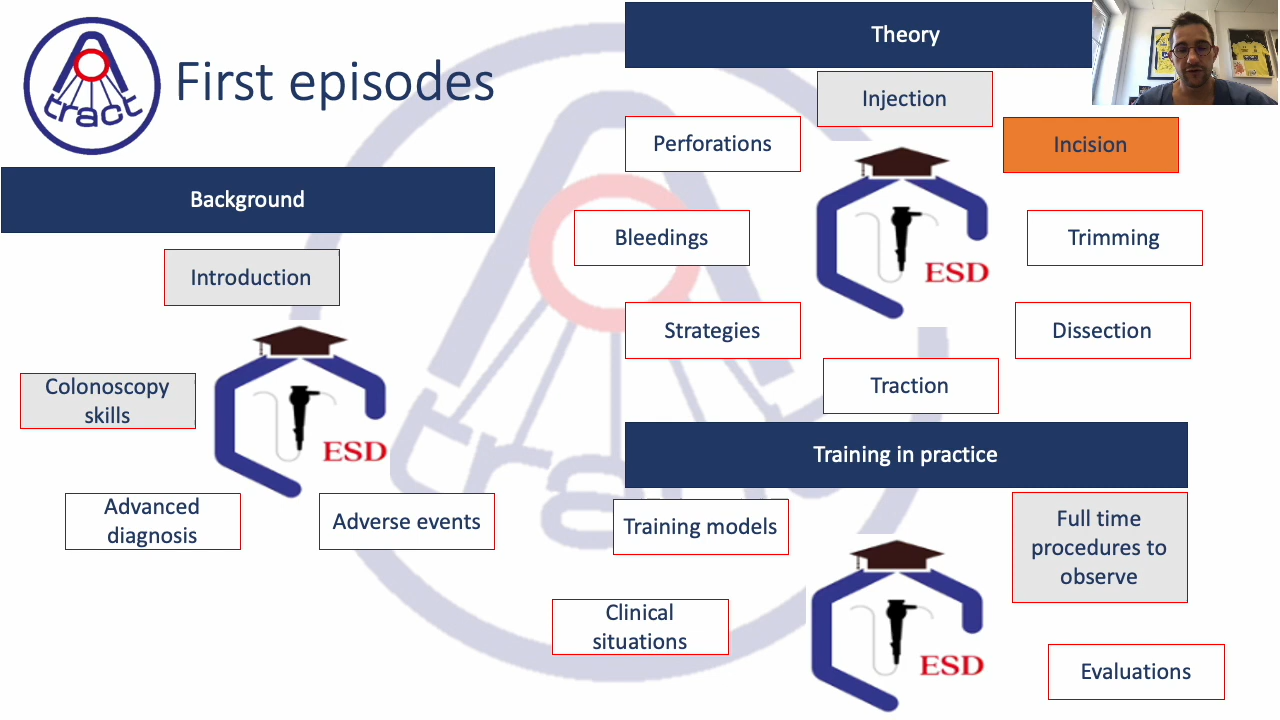 tract
First episodes
Background
Introduction
Colonoscopy
skills
ESD
Advanced
diagnosis
Adverse events
Theory
Injection
Perforations
Incision
Bleedings
Trimming
ESD
Strategies
Dissection
Traction
Training in practice
Training models
Full time
procedures to
observe
Clinical
situations
ESD
Evaluations